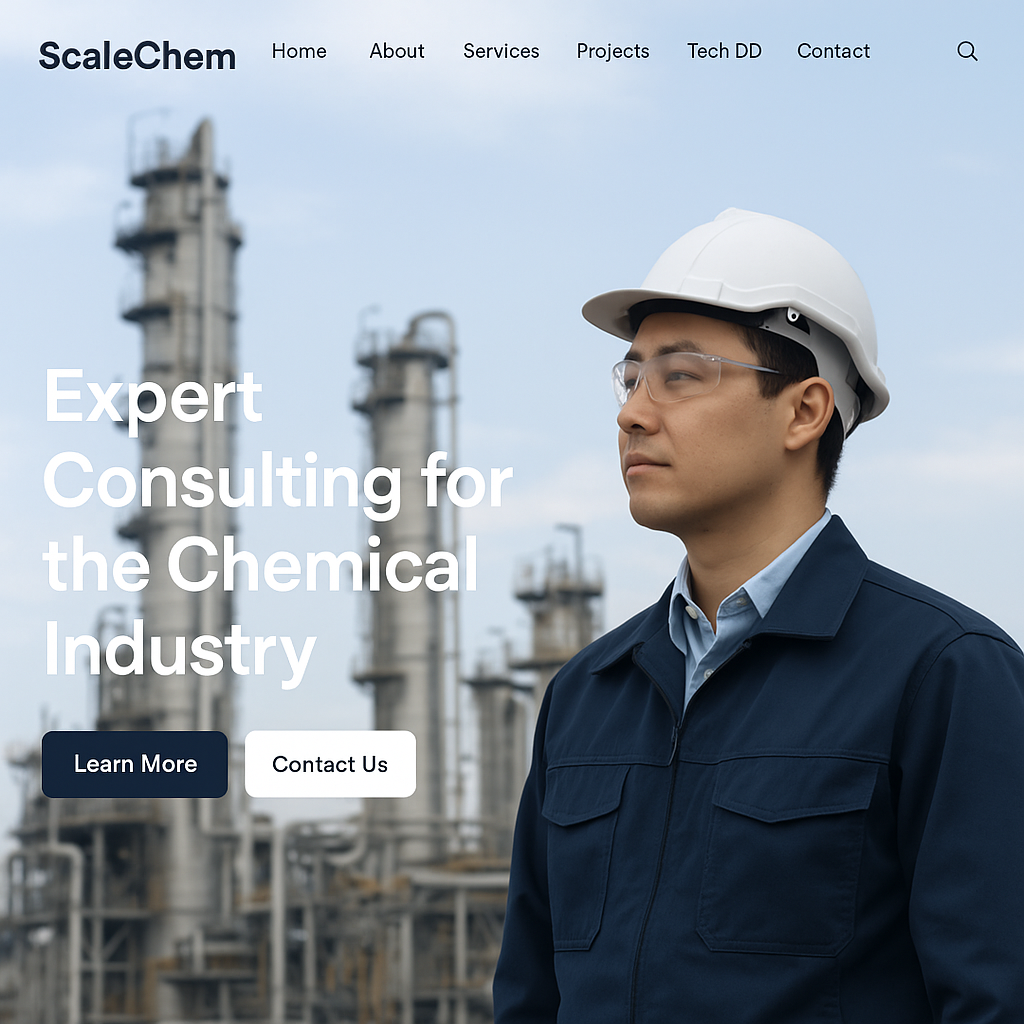 ScaleChem Home About Services Projects Tech DD Contact
Expert
Consulting for
the Chemical
Industry
Learn More Contact Us